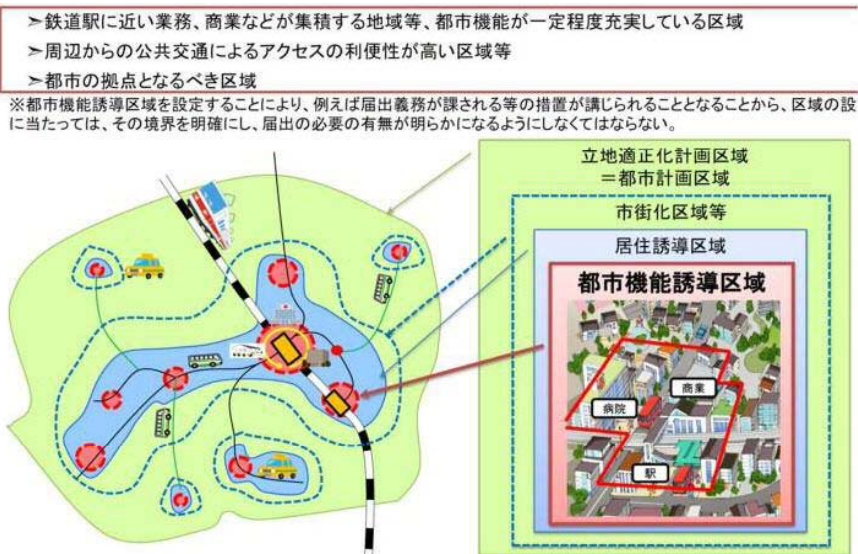 ➢鉄道駅に近い業務、商業などが集積する地域等、都市機能が一定程度充実している区域
➢周辺からの公共交通によるアクセスの利便性が高い区域等
➢都市の拠点となるべき区域
※都市機能誘導区域を設定することにより、例えば届出義務が課される等の措置が講じられることとなることから、区域の設
に当たっては、その境界を明確にし、届出の必要の有無が明らかになるようにしなくてはならない。
立地適正化計画区域
＝都市計画区域
市街化区域等
居住誘導区域
都市機能誘導区域
商業
病院
駅